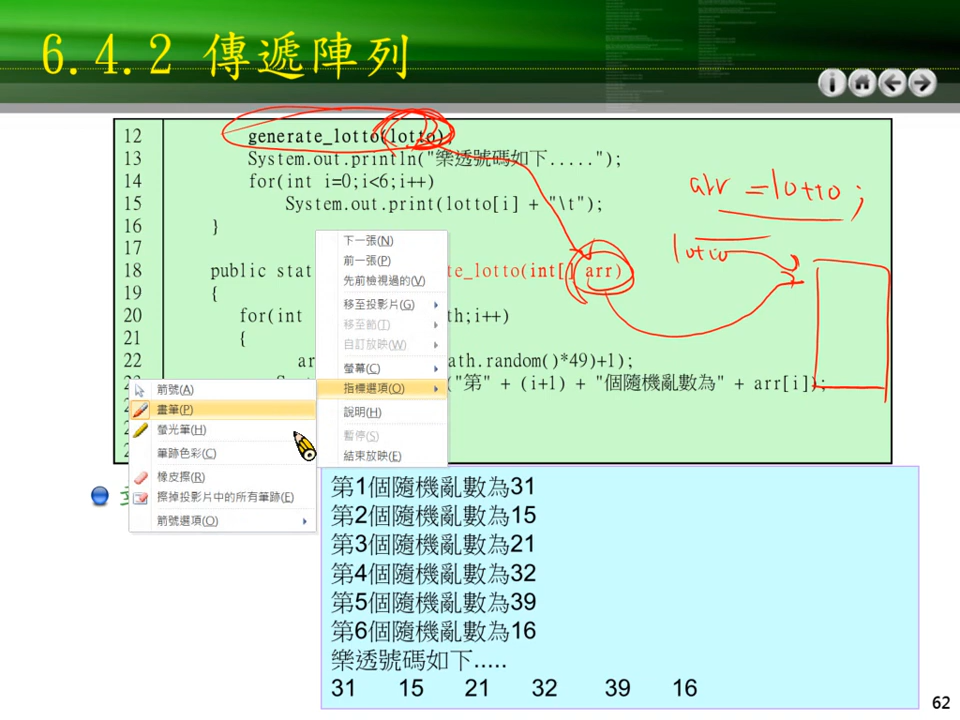 6.4.2 傳遞陣列
12 generate_lotto(lotto);
13 System.out.println("樂透號碼如下.....");
14 for(int i=0;i<6;i++)
15 System.out.print(lotto[i] + "\t");
16 }
17
18 public stat e_lotto(int[] arr)
19 {
20 for(int th;i++)
21 {
22 ar ath.random()*49)+1);
("第" + (i+1) + "個隨機亂數為" + arr[i]);
arr = lotto ;
lotto
下一張(N)
前一張(P)
先前檢視過的(V)
移至投影片(G)
移至節(T)
自訂放映(W)
螢幕(C)
指標選項(O)
說明(H)
暫停(S)
結束放映(E)
箭號(A)
畫筆(P)
螢光筆(H)
筆跡色彩(C)
橡皮擦(R)
擦掉投影片中的所有筆跡(E)
箭號選項(O)
第1個隨機亂數為31
第2個隨機亂數為15
第3個隨機亂數為21
第4個隨機亂數為32
第5個隨機亂數為39
第6個隨機亂數為16
樂透號碼如下.....
31 15 21 32 39 16
62